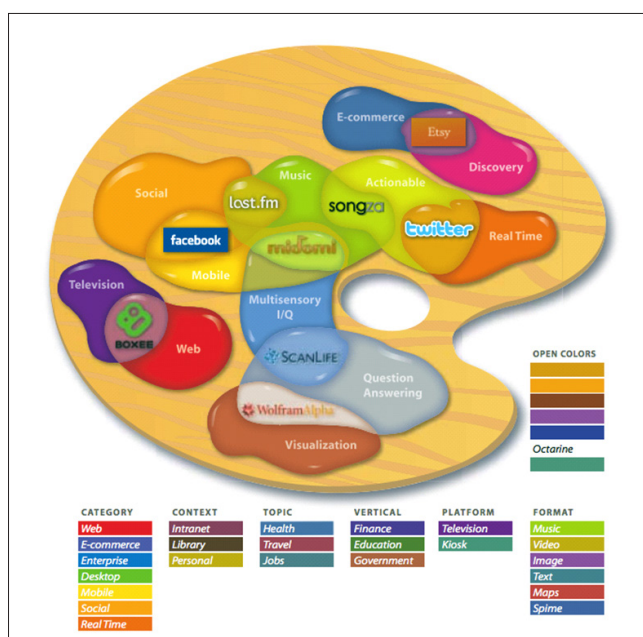 E-commerce
Etsy
Discovery
Social
Music
Actionable
last.fm
songza
twitter
Real Time
facebook
midomi
Mobile
Television
Multisensory
I/Q
BOXEE
Web
SCANLIFE
Question
Answering
WolframAlpha
Visualization
OPEN COLORS
Octarine
CATEGORY
Web
E-commerce
Enterprise
Desktop
Mobile
Social
Real Time
CONTEXT
Intranet
Library
Personal
TOPIC
Health
Travel
Jobs
VERTICAL
Finance
Education
Government
PLATFORM
Television
Kiosk
FORMAT
Music
Video
Image
Text
Maps
Spime